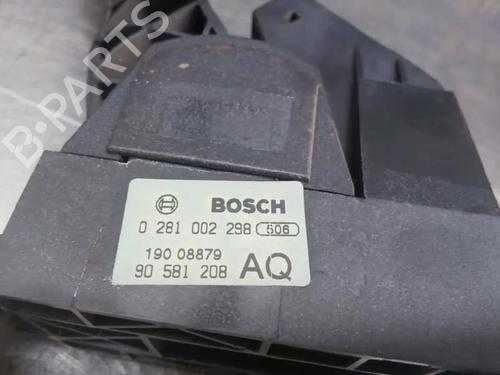 B-PARTS
BOSCH
0 281 002 298 506
190 08879
90 581 208 AQ